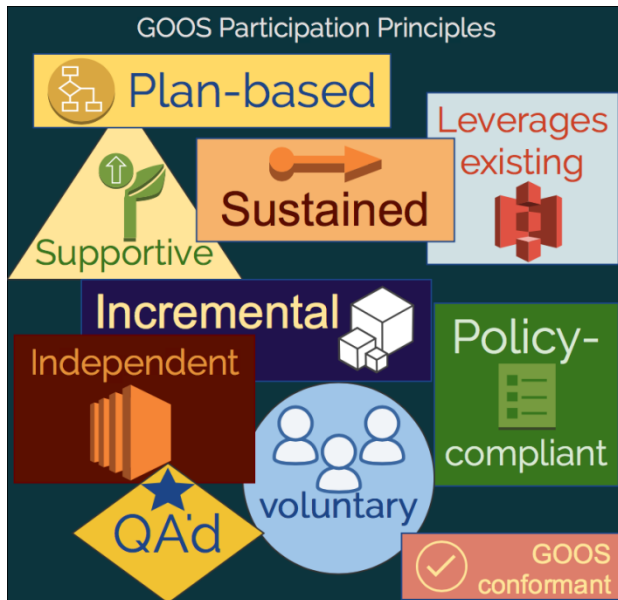 GOOS Participation Principles
Plan-based
Leverages
existing
Supportive
Sustained
Incremental
Independent
Policy-
compliant
voluntary
QA'd
GOOS
conformant